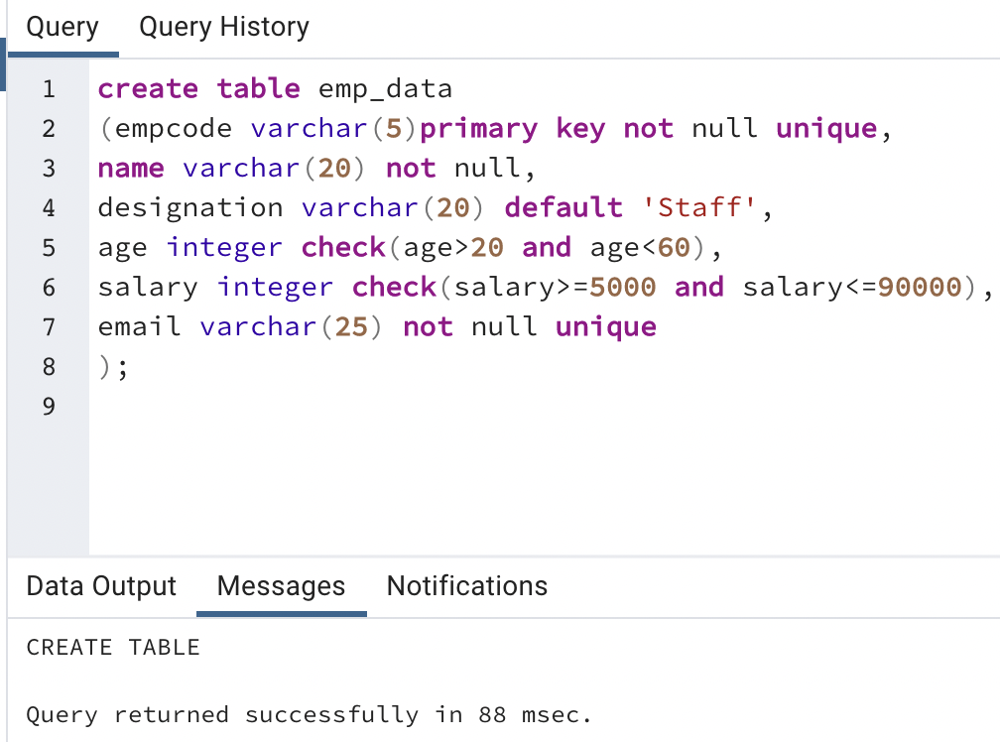 Query Query History
1 create table emp_data
2 (empcode varchar(5)primary key not null unique,
3 name varchar(20) not null,
4 designation varchar(20) default 'Staff',
5 age integer check(age>20 and age<60),
6 salary integer check(salary>=5000 and salary<=90000),
7 email varchar(25) not null unique
8 );
9
Data Output Messages Notifications
CREATE TABLE
Query returned successfully in 88 msec.